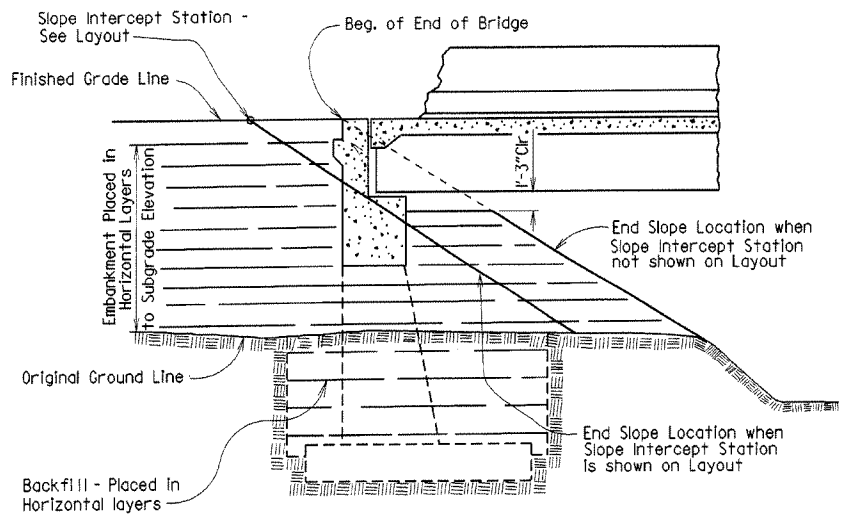 Slope Intercept Station -
See Layout
Beg. of End of Bridge
Finished Grade Line
Embankment Placed in
Horizontal Layers
to Subgrade Elevation
1'-3"Clr.
End Slope Location when
Slope Intercept Station
not shown on Layout
Original Ground Line
End Slope Location when
Slope Intercept Station
is shown on Layout
Backfill - Placed in
Horizontal layers